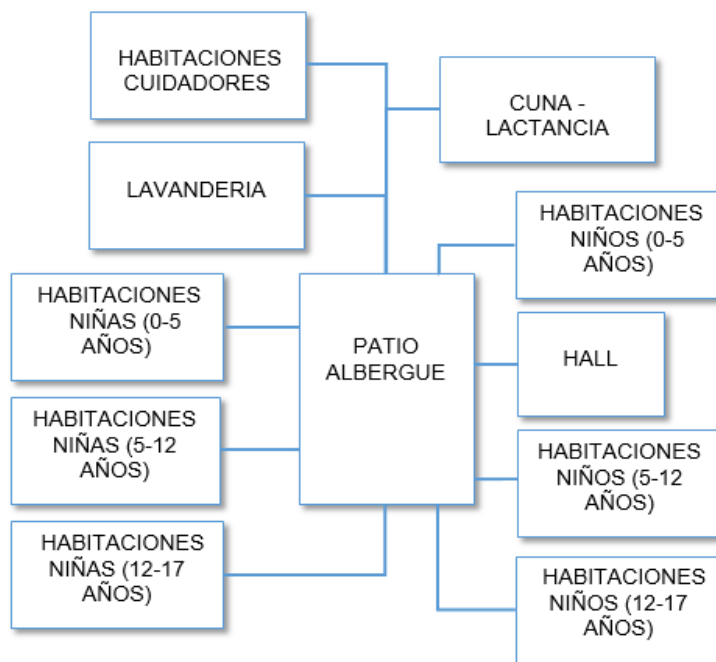 HABITACIONES
CUIDADORES
CUNA -
LACTANCIA
LAVANDERIA
HABITACIONES
NIÑOS (0-5
AÑOS)
HABITACIONES
NIÑAS (0-5
AÑOS)
PATIO
ALBERGUE
HALL
HABITACIONES
NIÑAS (5-12
AÑOS)
HABITACIONES
NIÑOS (5-12
AÑOS)
HABITACIONES
NIÑAS (12-17
AÑOS)
HABITACIONES
NIÑOS (12-17
AÑOS)